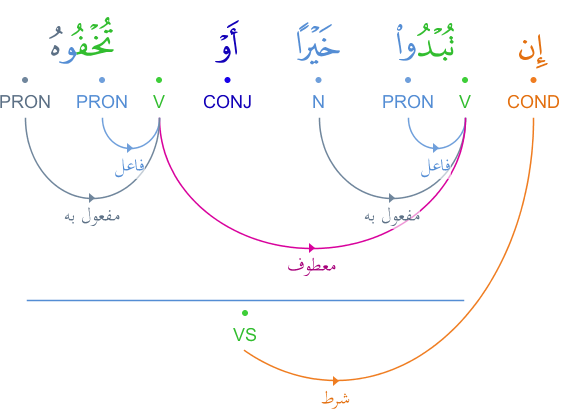 إِن تُبْدُوا۟ خَيْرًا أَوْ تُخْفُوهُ
COND V PRON N CONJ V PRON PRON
فاعل فاعل
مفعول به مفعول به
معطوف
VS
شرط